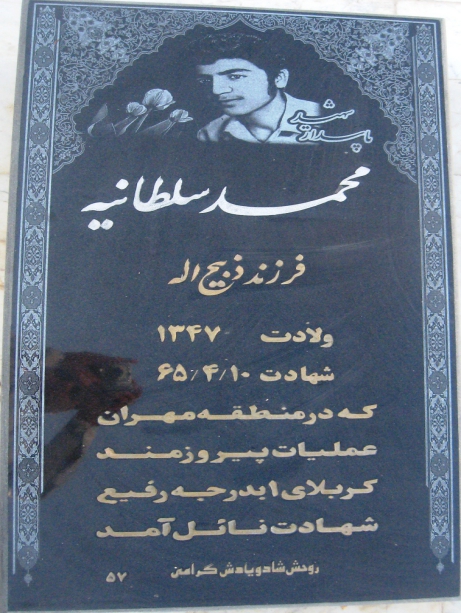 شهید
پاسدار
محمد سلطانیه
فرزند ذبیح اله
ولادت ۱۳۴۷
شهادت ۶۵/۴/۱۰
که در منطقه مهران
عملیات پیروزمند
کربلای ۱ بدرجه رفیع
شهادت نائل آمد
روحش شاد و یادش گرامی
۵۷